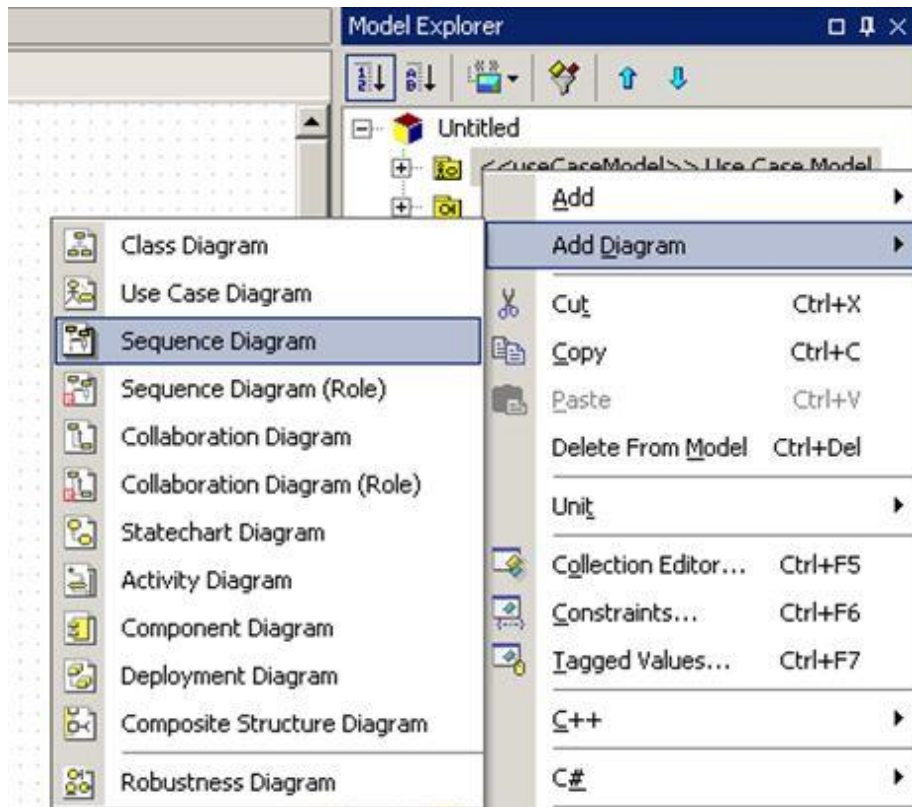 Model Explorer
Untitled
<<useCaseModel>> Use Case Model
Add
Add Diagram
Cut Ctrl+X
Copy Ctrl+C
Paste Ctrl+V
Delete From Model Ctrl+Del
Unit
Collection Editor... Ctrl+F5
Constraints... Ctrl+F6
Tagged Values... Ctrl+F7
C++
C#
Class Diagram
Use Case Diagram
Sequence Diagram
Sequence Diagram (Role)
Collaboration Diagram
Collaboration Diagram (Role)
Statechart Diagram
Activity Diagram
Component Diagram
Deployment Diagram
Composite Structure Diagram
Robustness Diagram